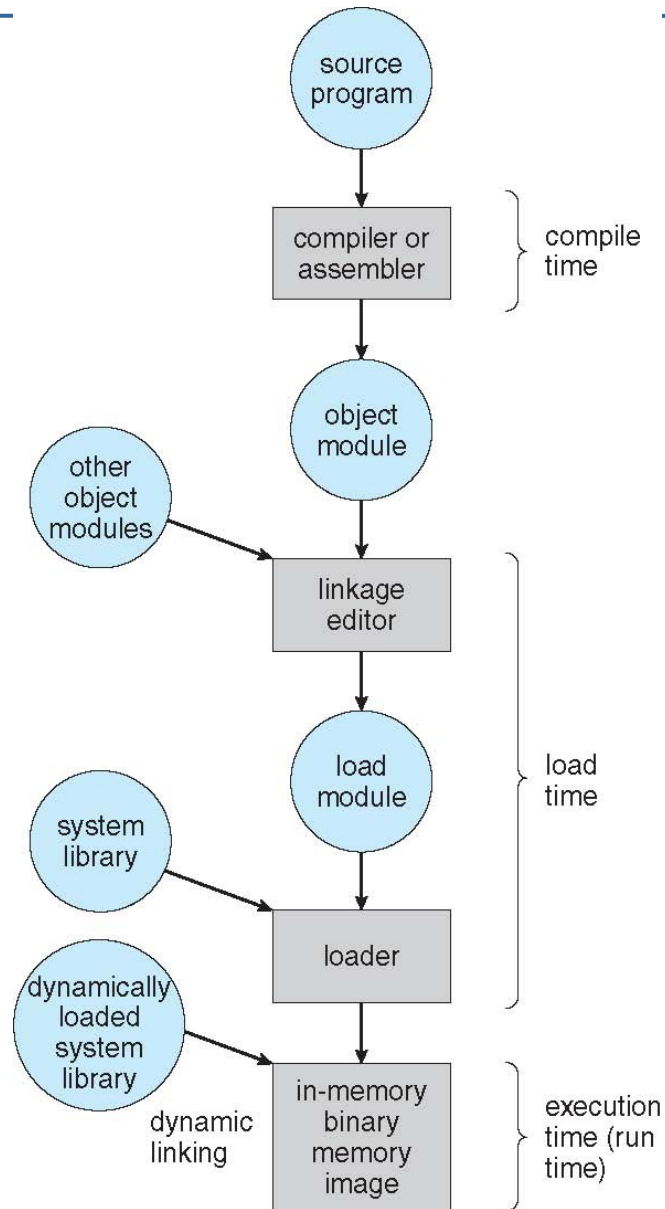 source
program
compiler or
assembler
compile
time
object
module
other
object
modules
linkage
editor
load
module
load
time
system
library
loader
dynamically
loaded
system
library
dynamic
linking
in-memory
binary
memory
image
execution
time (run
time)